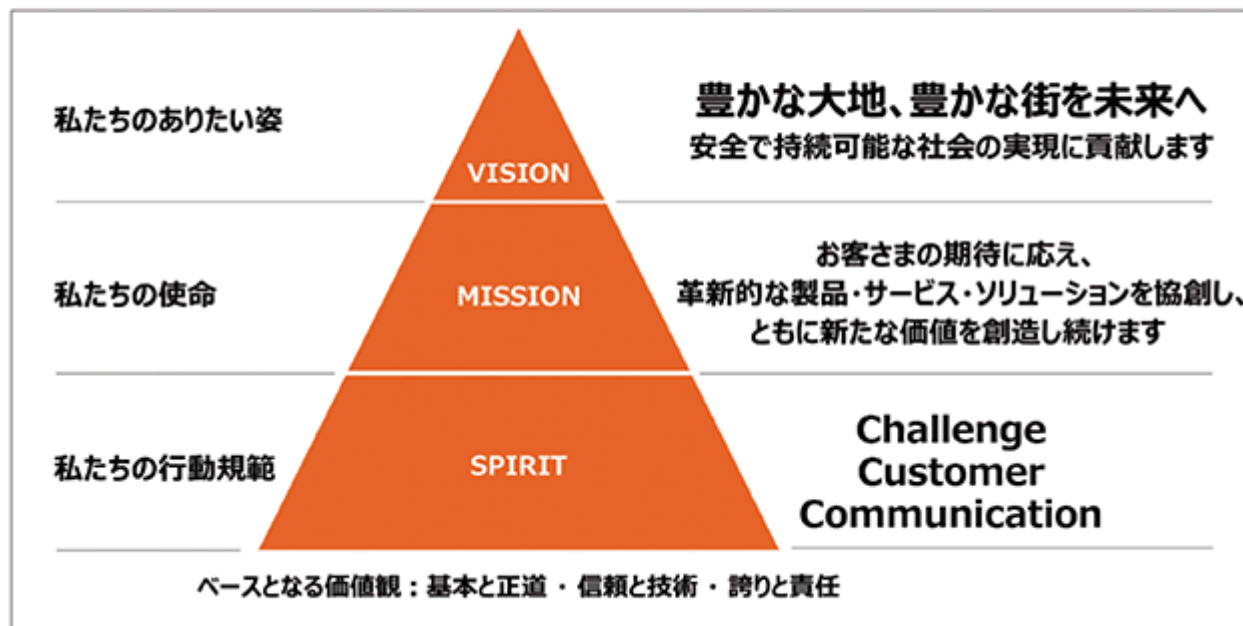 私たちのありたい姿
VISION
豊かな大地、豊かな街を未来へ
安全で持続可能な社会の実現に貢献します
私たちの使命
MISSION
お客さまの期待に応え、
革新的な製品・サービス・ソリューションを協創し、
ともに新たな価値を創造し続けます
私たちの行動規範
SPIRIT
Challenge
Customer
Communication
ベースとなる価値観：基本と正道 ・ 信頼と技術 ・ 誇りと責任